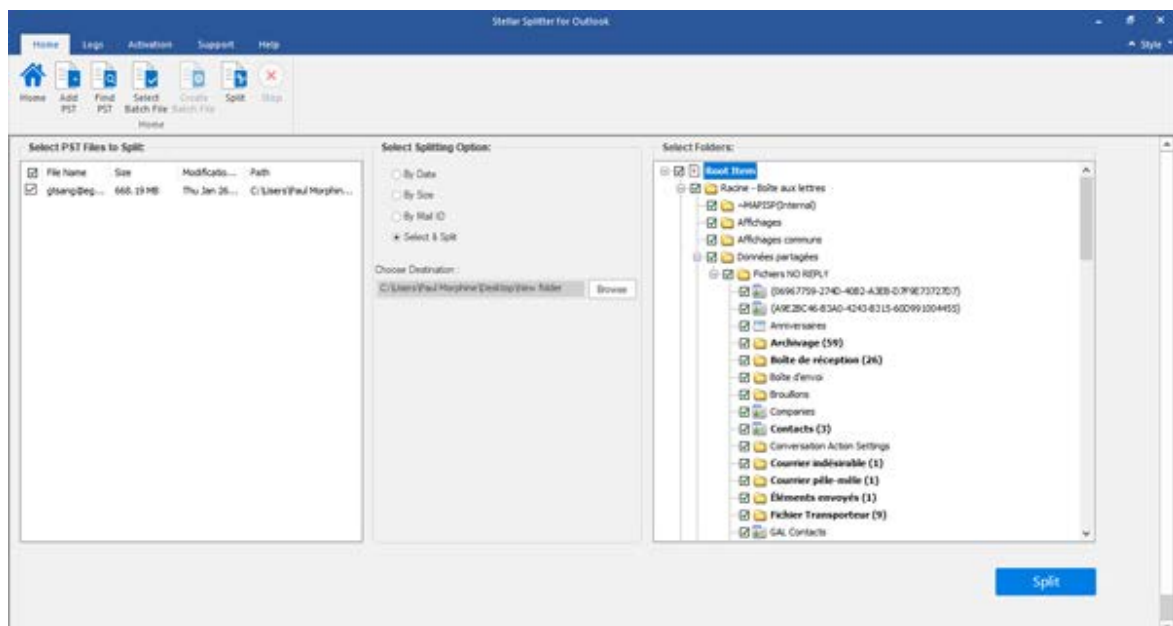 Stellar Splitter for Outlook
Home Logs Activation Support Help
Style
Home Add PST Find PST Select Batch File Create Batch File Split Stop
Home
Select PST Files to Split:
File Name Size Modificatio... Path
gtsang@eg... 668.19 MB Thu Jan 26... C:\Users\Paul Morphin...
Select Splitting Option:
By Date
By Size
By Mail ID
Select & Split
Choose Destination :
C:\Users\Paul Morphine\Desktop\New folder Browse
Select Folders:
Root Item
Racine - Boîte aux lettres
~MAPISP(Internal)
Affichages
Affichages communs
Données partagées
Fichiers NO REPLY
Anniversaires
Archivage (59)
Boîte de réception (26)
Boîte d'envoi
Brouillons
Companies
Contacts (3)
Conversation Action Settings
Courrier indésirable (1)
Courrier pêle-mêle (1)
Éléments envoyés (1)
Fichier Transporteur (9)
GAL Contacts
Split